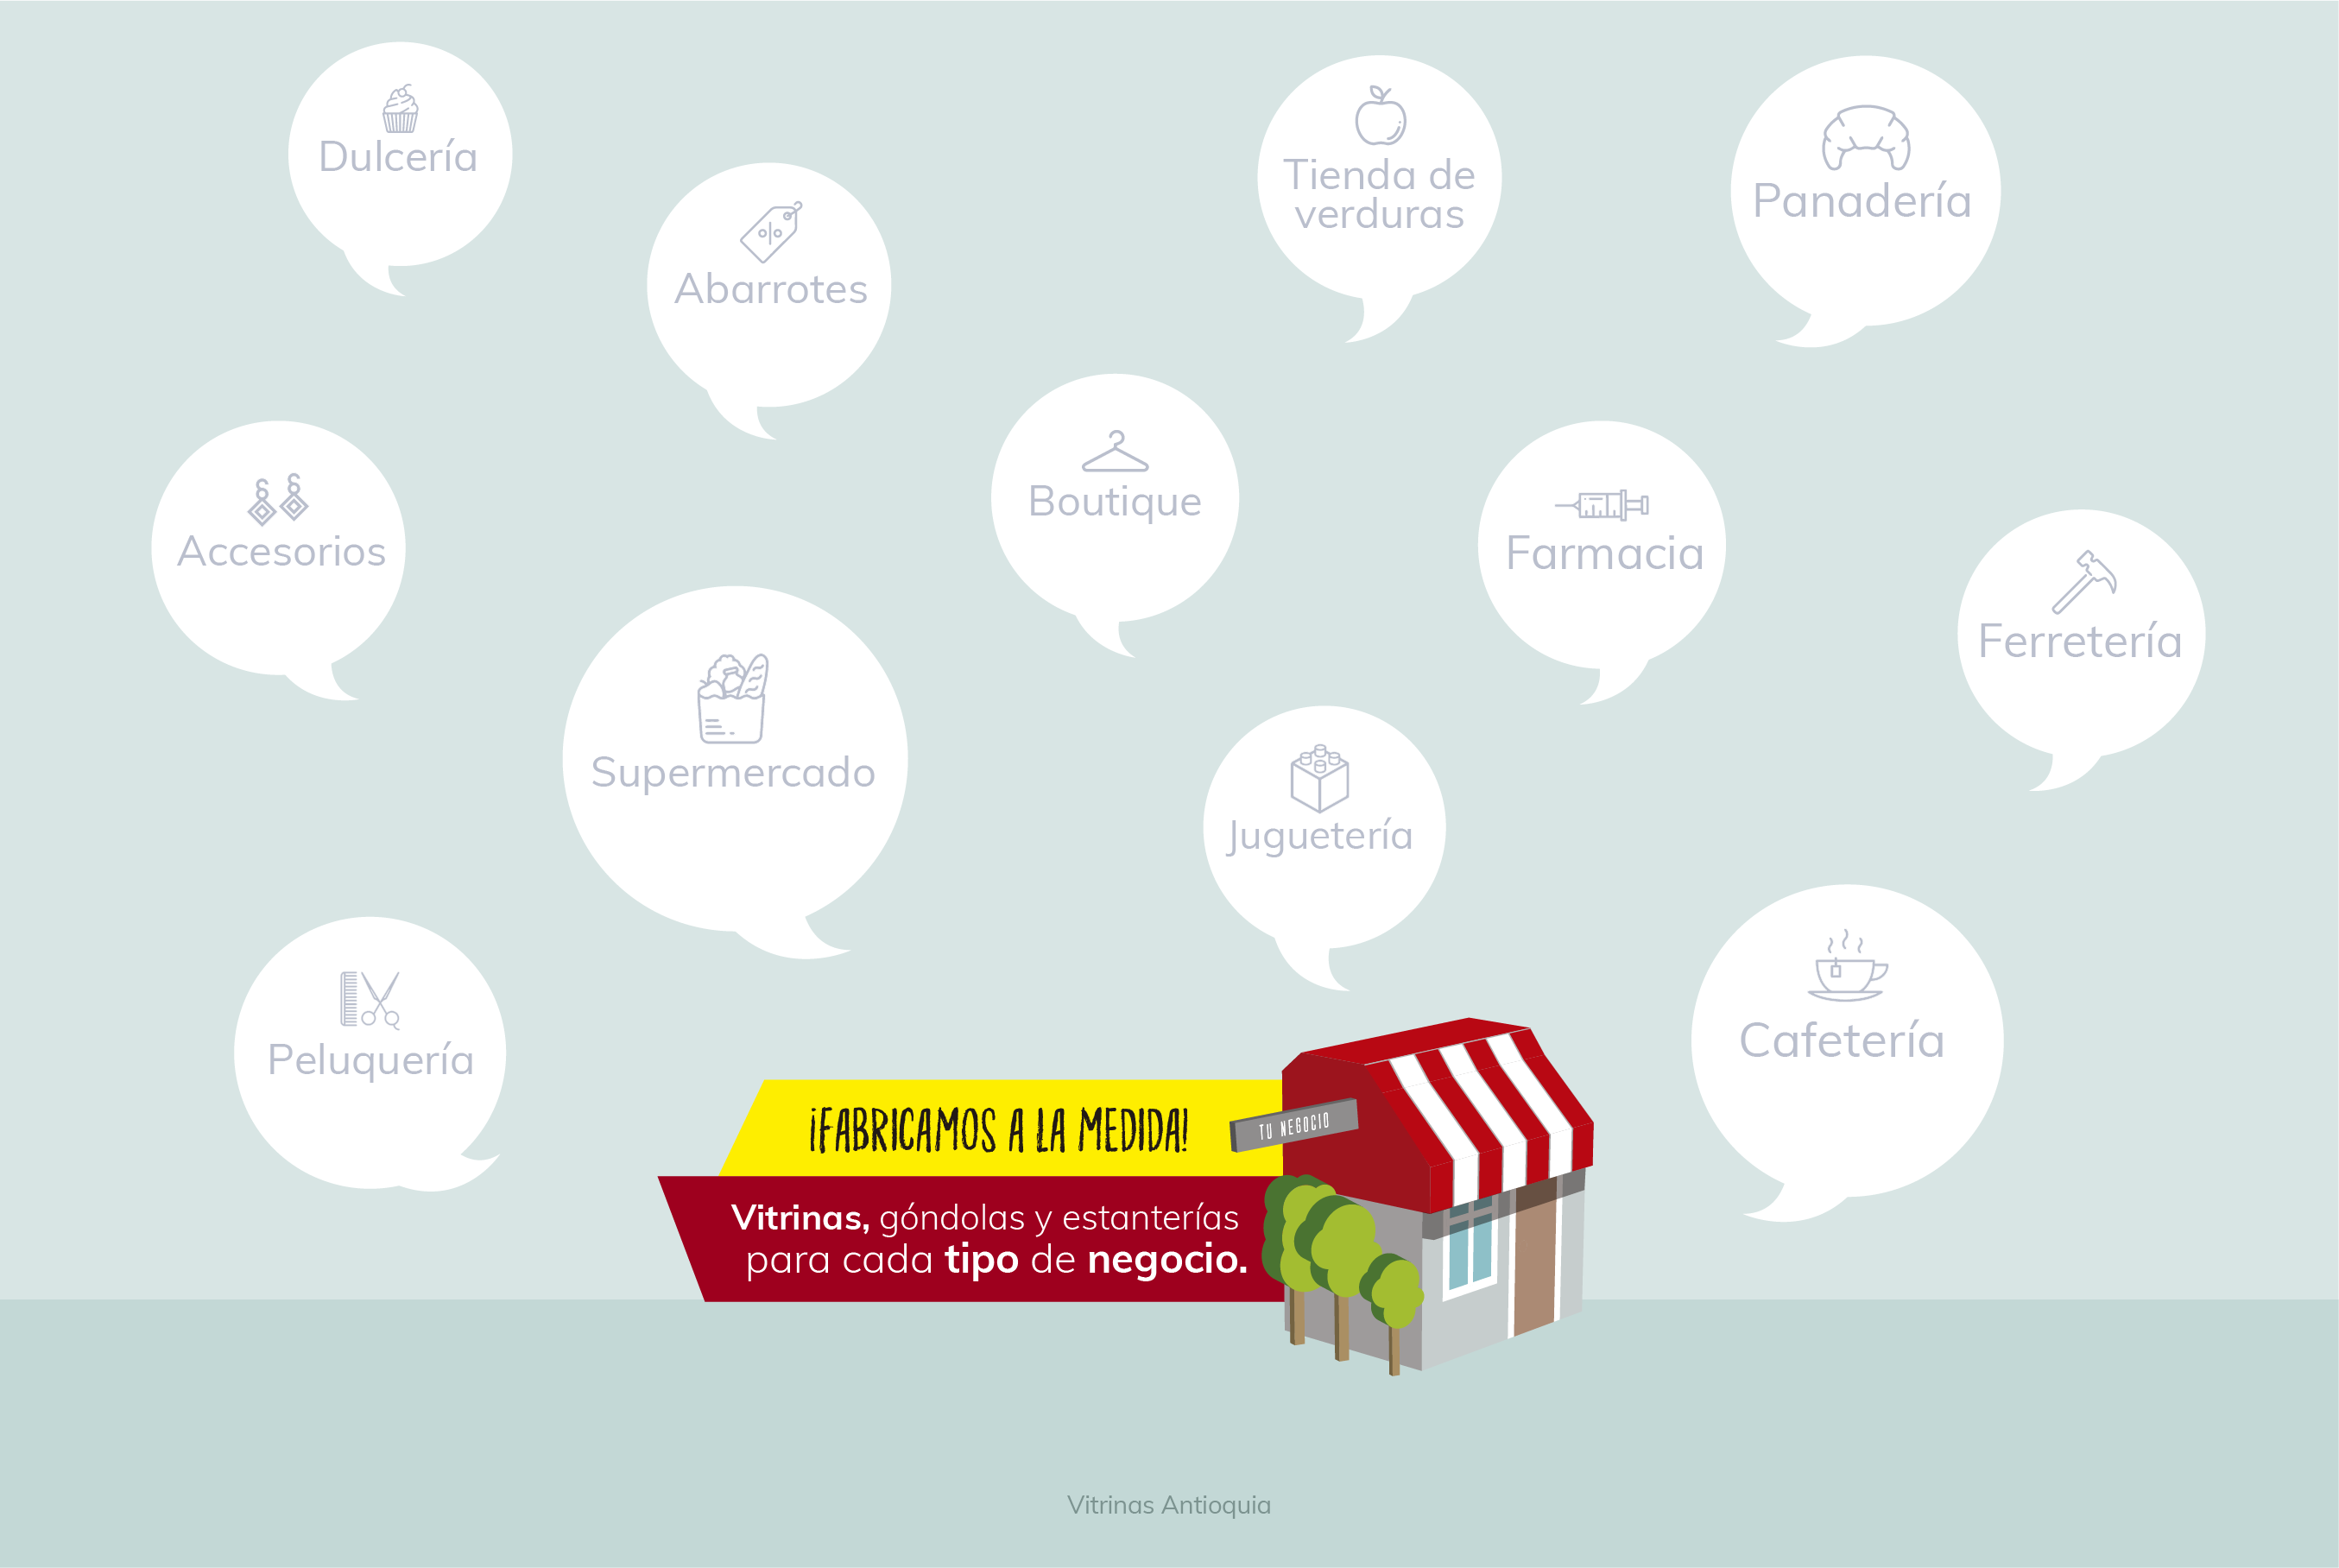 Dulcería
Abarrotes
Tienda de
verduras
Panadería
Accesorios
Boutique
Farmacia
Ferretería
Supermercado
Juguetería
Peluquería
Cafetería
¡FABRICAMOS A LA MEDIDA!
TU NEGOCIO
Vitrinas, góndolas y estanterías
para cada tipo de negocio.
Vitrinas Antioquia